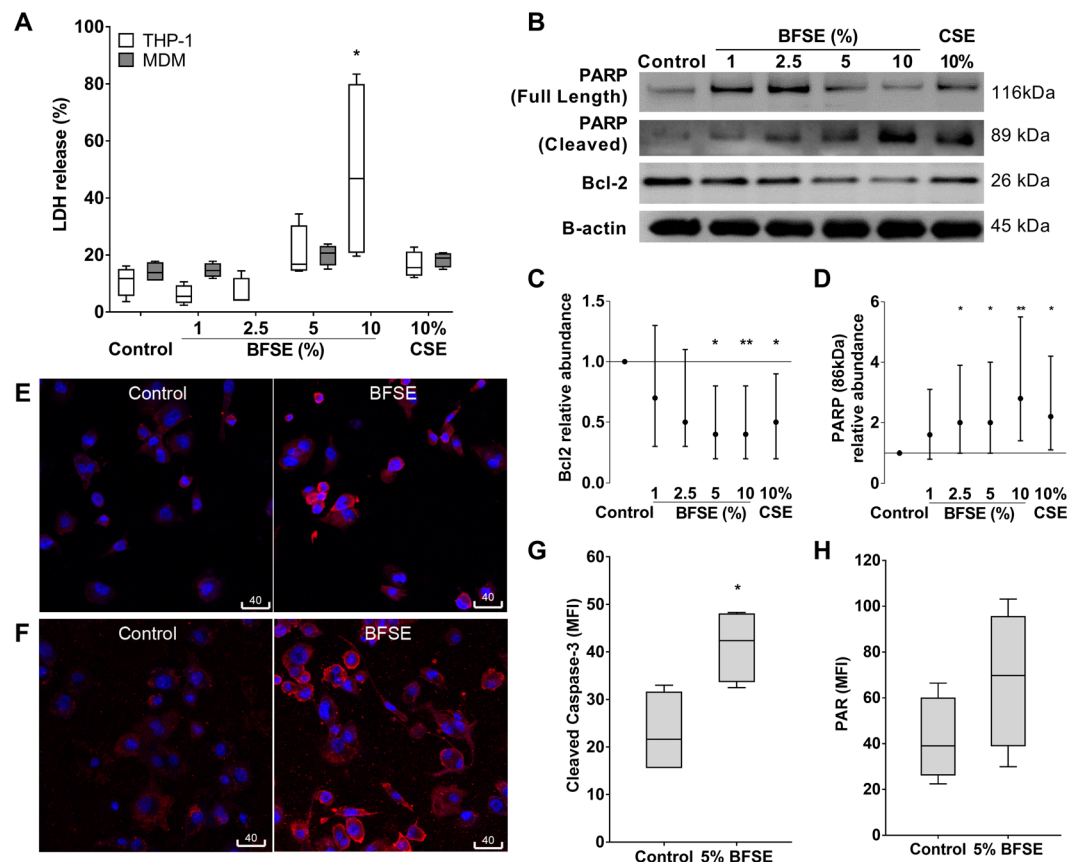 A
THP-1
MDM
*
LDH release (%)
100
80
60
40
20
0
1 2.5 5 10 10%
Control BFSE (%) CSE
B
BFSE (%) CSE
Control 1 2.5 5 10 10%
PARP
(Full Length)
116kDa
PARP
(Cleaved)
89 kDa
Bcl-2
26 kDa
B-actin
45 kDa
C
Bcl2 relative abundance
1.5
1.0
0.5
0.0
* ** *
1 2.5 5 10 10%
Control BFSE (%) CSE
D
PARP (86kDa)
relative abundance
6
4
2
0
* * ** *
1 2.5 5 10 10%
Control BFSE (%) CSE
E
Control
BFSE
40
40
F
Control
BFSE
40
40
G
Cleaved Caspase-3 (MFI)
60
50
40
30
20
10
0
*
Control 5% BFSE
H
PAR (MFI)
120
100
80
60
40
20
0
Control 5% BFSE